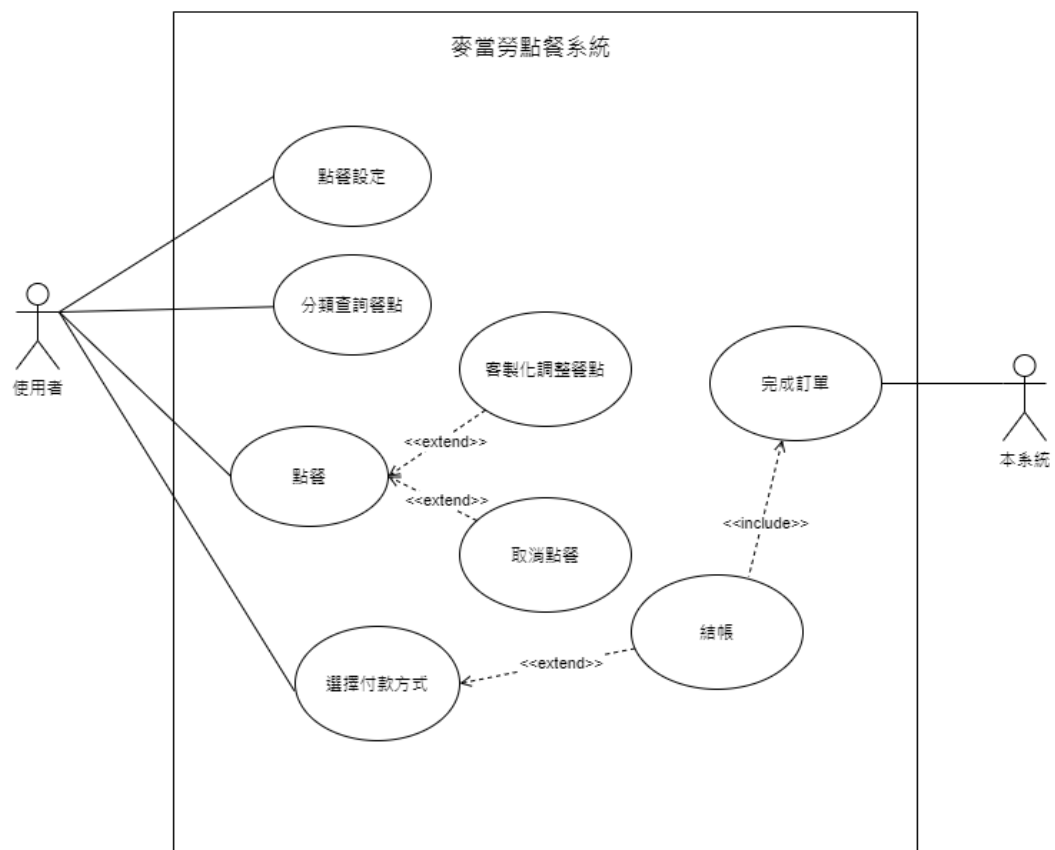 麥當勞點餐系統
點餐設定
分類查詢餐點
使用者
客製化調整餐點
完成訂單
<<extend>>
點餐
本系統
<<extend>>
<<include>>
取消點餐
結帳
<<extend>>
選擇付款方式